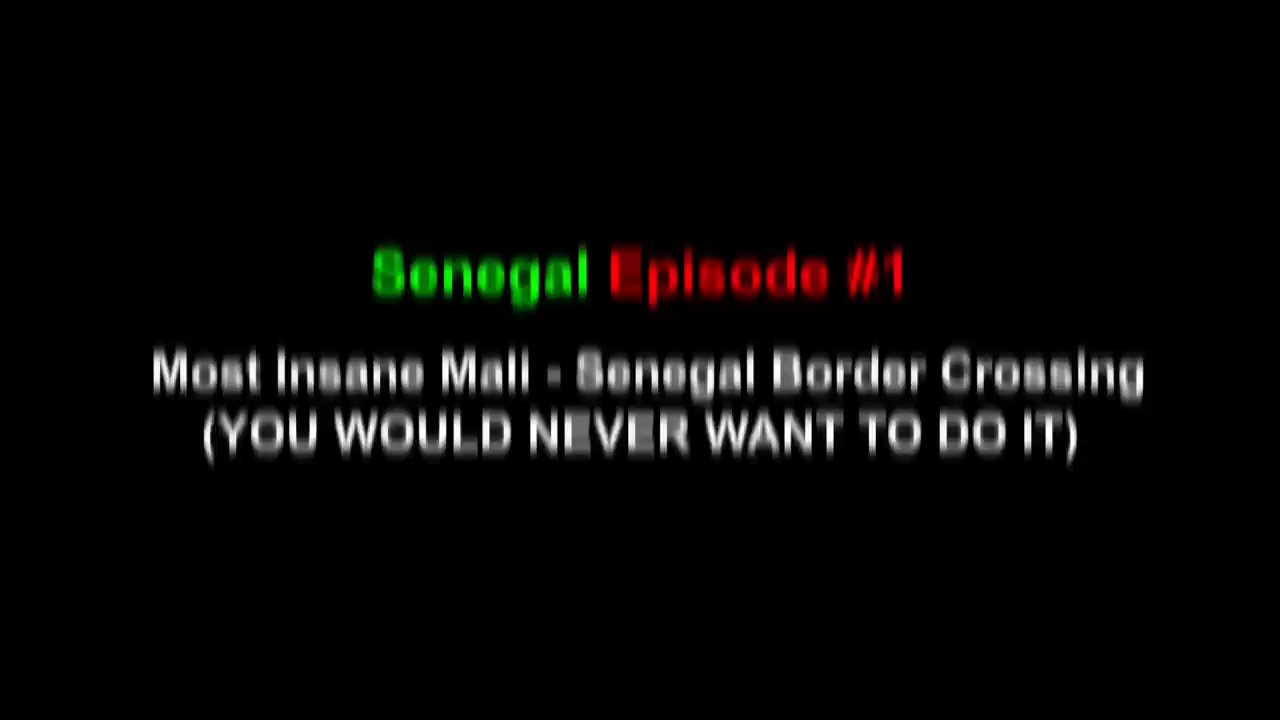 Senegal Episode #1
Most Insane Mali - Senegal Border Crossing
(YOU WOULD NEVER WANT TO DO IT)